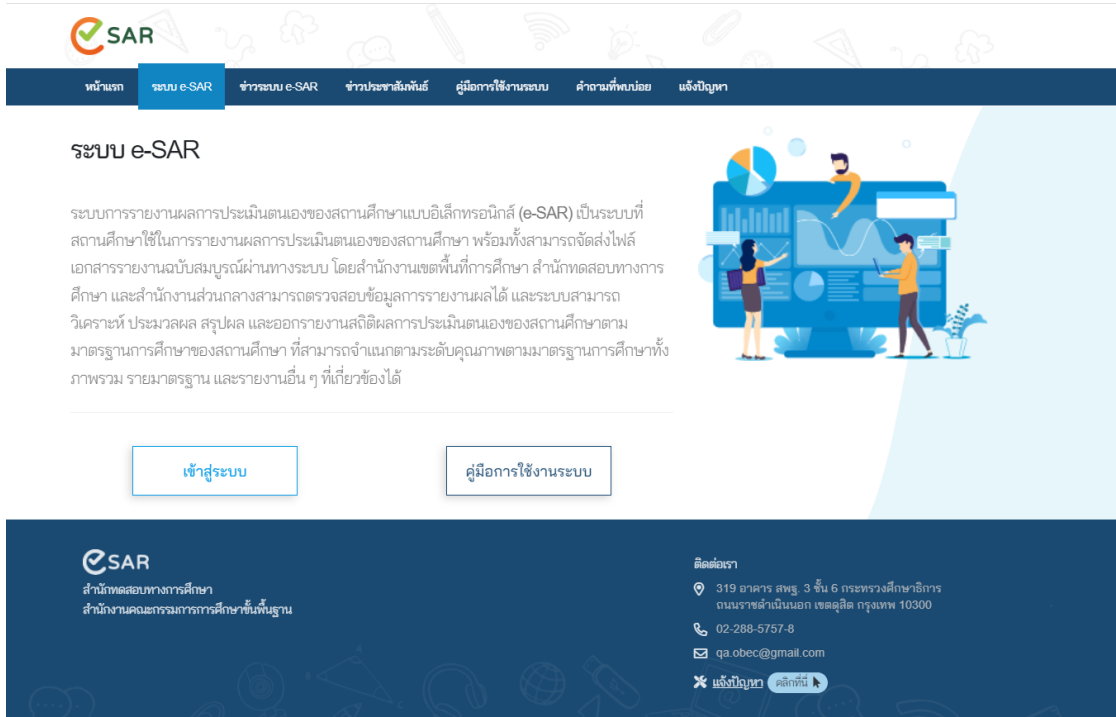 eSAR
หน้าแรก ระบบ e-SAR ข่าวระบบ e-SAR ข่าวประชาสัมพันธ์ คู่มือการใช้งานระบบ คำถามที่พบบ่อย แจ้งปัญหา
ระบบ e-SAR
ระบบการรายงานผลการประเมินตนเองของสถานศึกษาแบบอิเล็กทรอนิกส์ (e-SAR) เป็นระบบที่
สถานศึกษาใช้ในการรายงานผลการประเมินตนเองของสถานศึกษา พร้อมทั้งสามารถจัดส่งไฟล์
เอกสารรายงานฉบับสมบูรณ์ผ่านทางระบบ โดยสำนักงานเขตพื้นที่การศึกษา สำนักทดสอบทางการ
ศึกษา และสำนักงานส่วนกลางสามารถตรวจสอบข้อมูลการรายงานผลได้ และระบบสามารถ
วิเคราะห์ ประมวลผล สรุปผล และออกรายงานสถิติผลการประเมินตนเองของสถานศึกษาตาม
มาตรฐานการศึกษาของสถานศึกษา ที่สามารถจำแนกตามระดับคุณภาพตามมาตรฐานการศึกษาทั้ง
ภาพรวม รายมาตรฐาน และรายงานอื่น ๆ ที่เกี่ยวข้องได้
เข้าสู่ระบบ คู่มือการใช้งานระบบ
eSAR
สำนักทดสอบทางการศึกษา
สำนักงานคณะกรรมการการศึกษาขั้นพื้นฐาน
ติดต่อเรา
319 อาคาร สพฐ. 3 ชั้น 6 กระทรวงศึกษาธิการ
ถนนราชดำเนินนอก เขตดุสิต กรุงเทพ 10300
02-288-5757-8
qa.obec@gmail.com
แจ้งปัญหา คลิกที่นี่